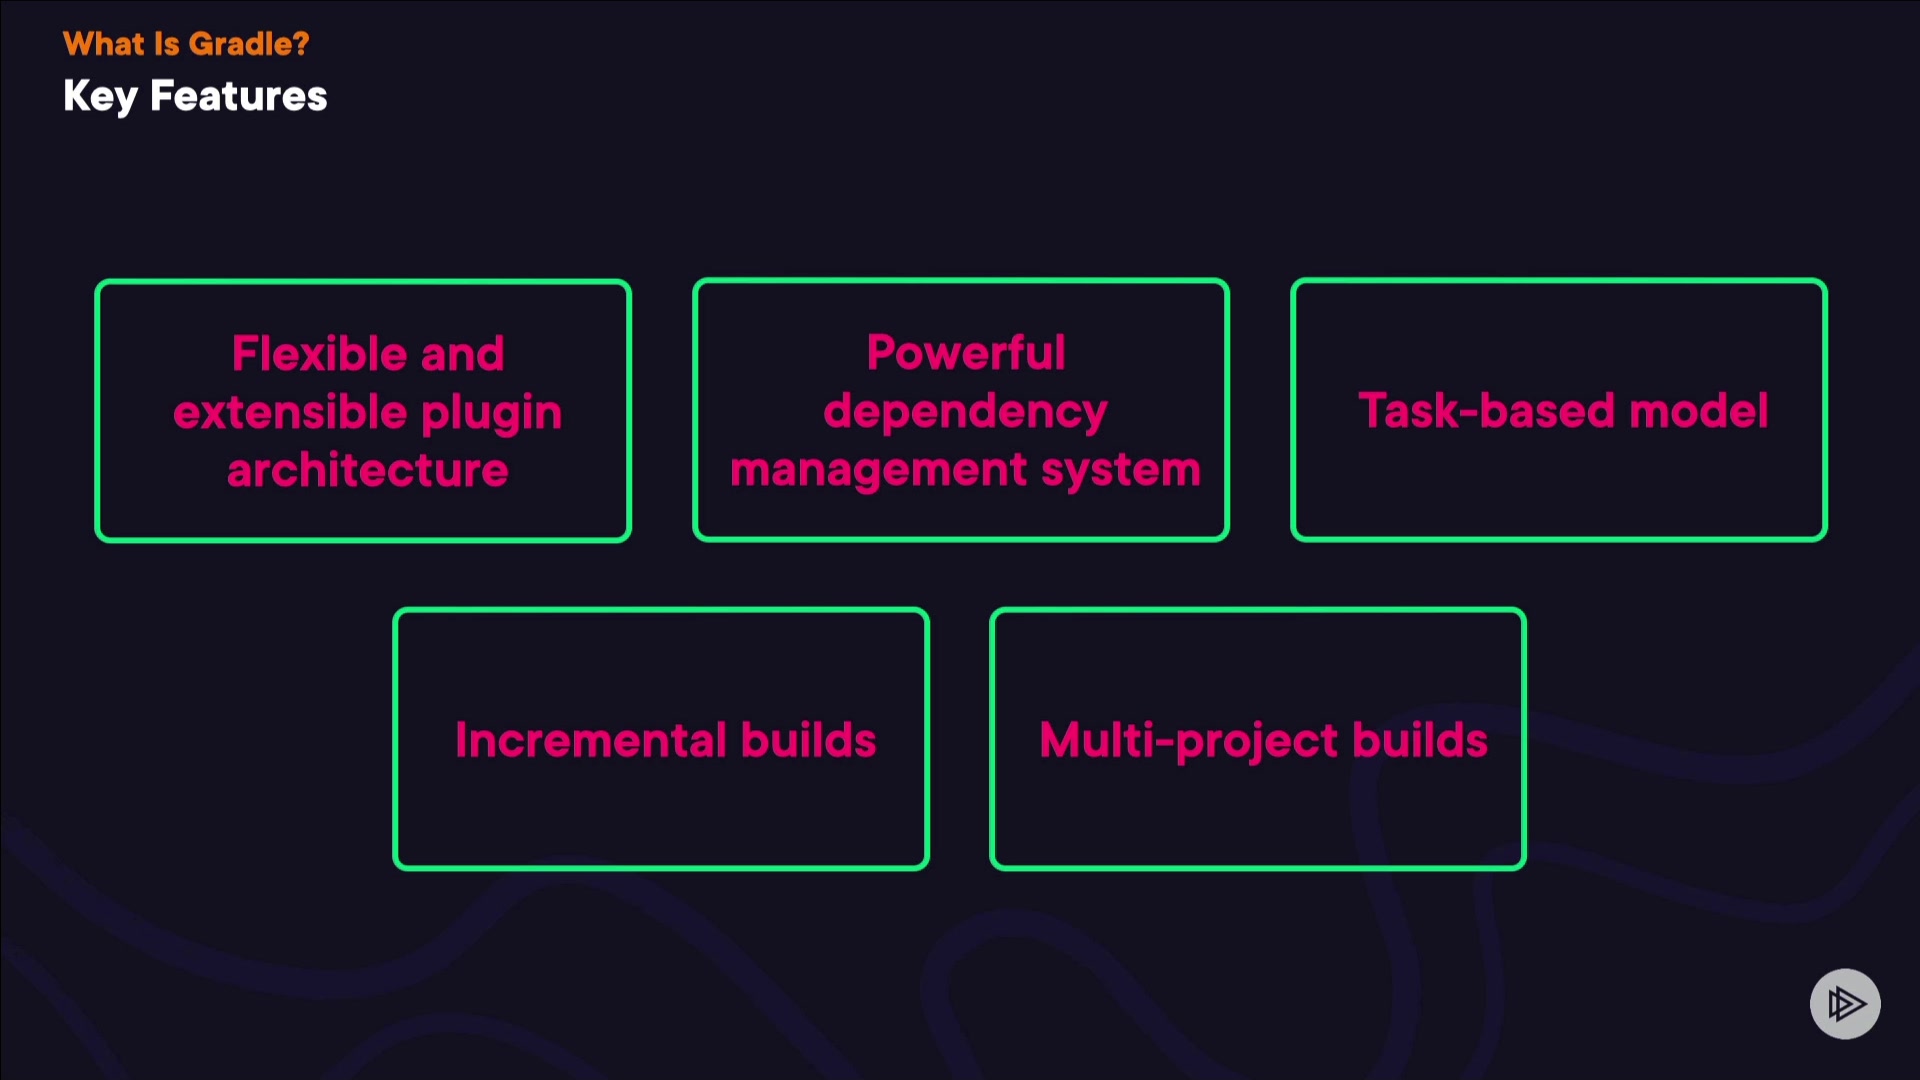 What Is Gradle?
Key Features
Flexible and
extensible plugin
architecture
Powerful
dependency
management system
Task-based model
Incremental builds
Multi-project builds